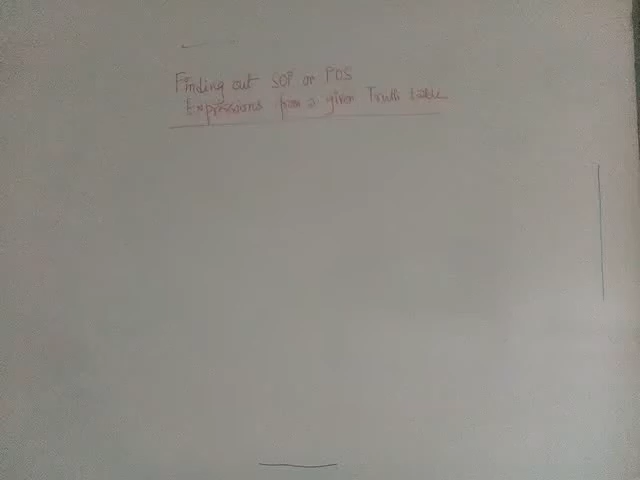 Finding out SOP or POS
Expressions from a given Truth table